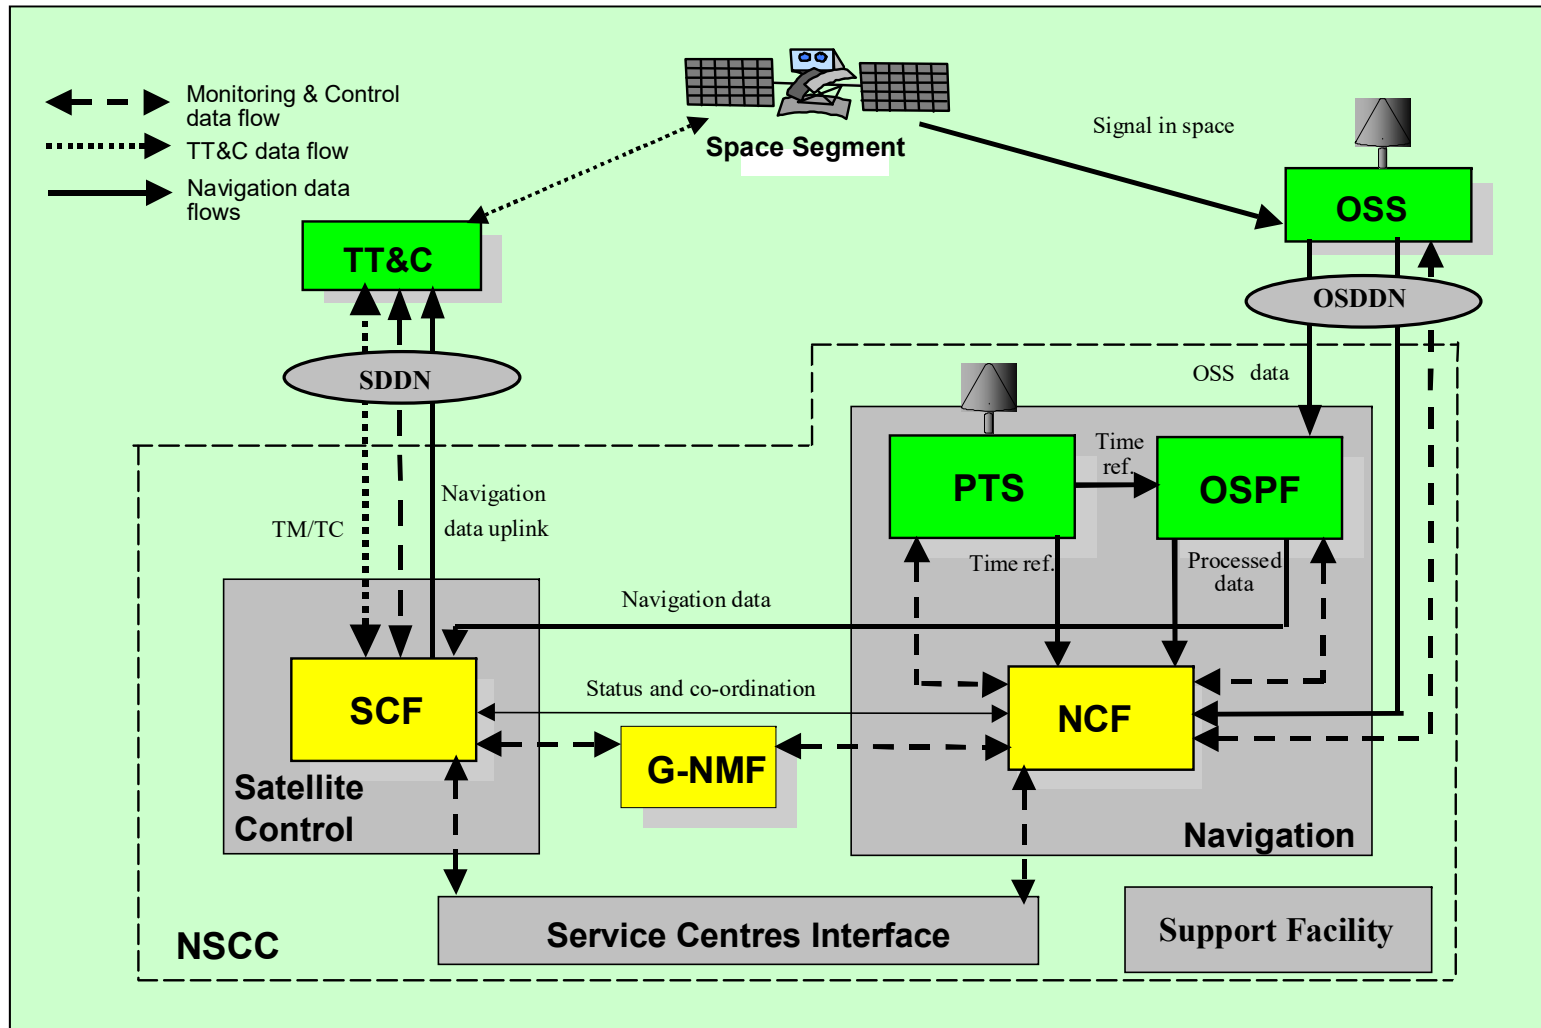 Monitoring & Control
data flow
TT&C data flow
Navigation data
flows
Space Segment
Signal in space
OSS
TT&C
OSDDN
SDDN
OSS data
Time
ref.
PTS
OSPF
Navigation
data uplink
TM/TC
Time ref.
Processed
data
Navigation data
Status and co-ordination
SCF
NCF
G-NMF
Satellite
Control
Navigation
Service Centres Interface
Support Facility
NSCC